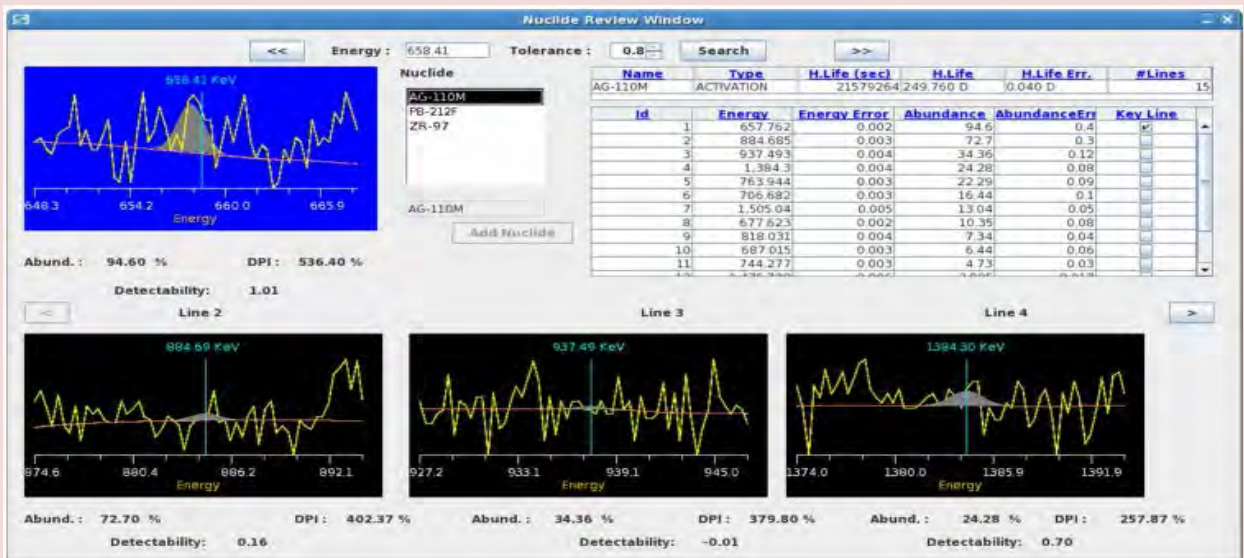 Nuclide Review Window
<< Energy : 658.41 Tolerance : 0.8 Search >>
658.41 KeV
648.3 654.2 660.0 665.9
Energy
Abund. : 94.60 % DPI : 536.40 %
Detectability: 1.01
Nuclide
AG-110M
PB-212F
ZR-97
AG-110M
Add Nuclide
Name Type H.Life (sec) H.Life H.Life Err. #Lines
AG-110M ACTIVATION 21579264 249.760 D 0.040 D 15
Id Energy Energy Error Abundance AbundanceErr Key Line
1 657.762 0.002 94.6 0.4
2 884.685 0.003 72.7 0.3
3 937.493 0.004 34.36 0.12
4 1,384.3 0.004 24.28 0.08
5 763.944 0.003 22.29 0.09
6 706.682 0.003 16.44 0.1
7 1,505.04 0.005 13.04 0.05
8 677.623 0.002 10.35 0.08
9 818.031 0.004 7.34 0.04
10 687.015 0.003 6.44 0.06
11 744.277 0.003 4.73 0.03
< Line 2 Line 3 Line 4 >
884.69 KeV
874.6 880.4 886.2 892.1
Energy
937.49 KeV
927.2 933.1 939.1 945.0
Energy
1384.30 KeV
1374.0 1380.0 1385.9 1391.9
Energy
Abund. : 72.70 % DPI : 402.37 % Abund. : 34.36 % DPI : 379.80 % Abund. : 24.28 % DPI : 257.87 %
Detectability: 0.16 Detectability: -0.01 Detectability: 0.70